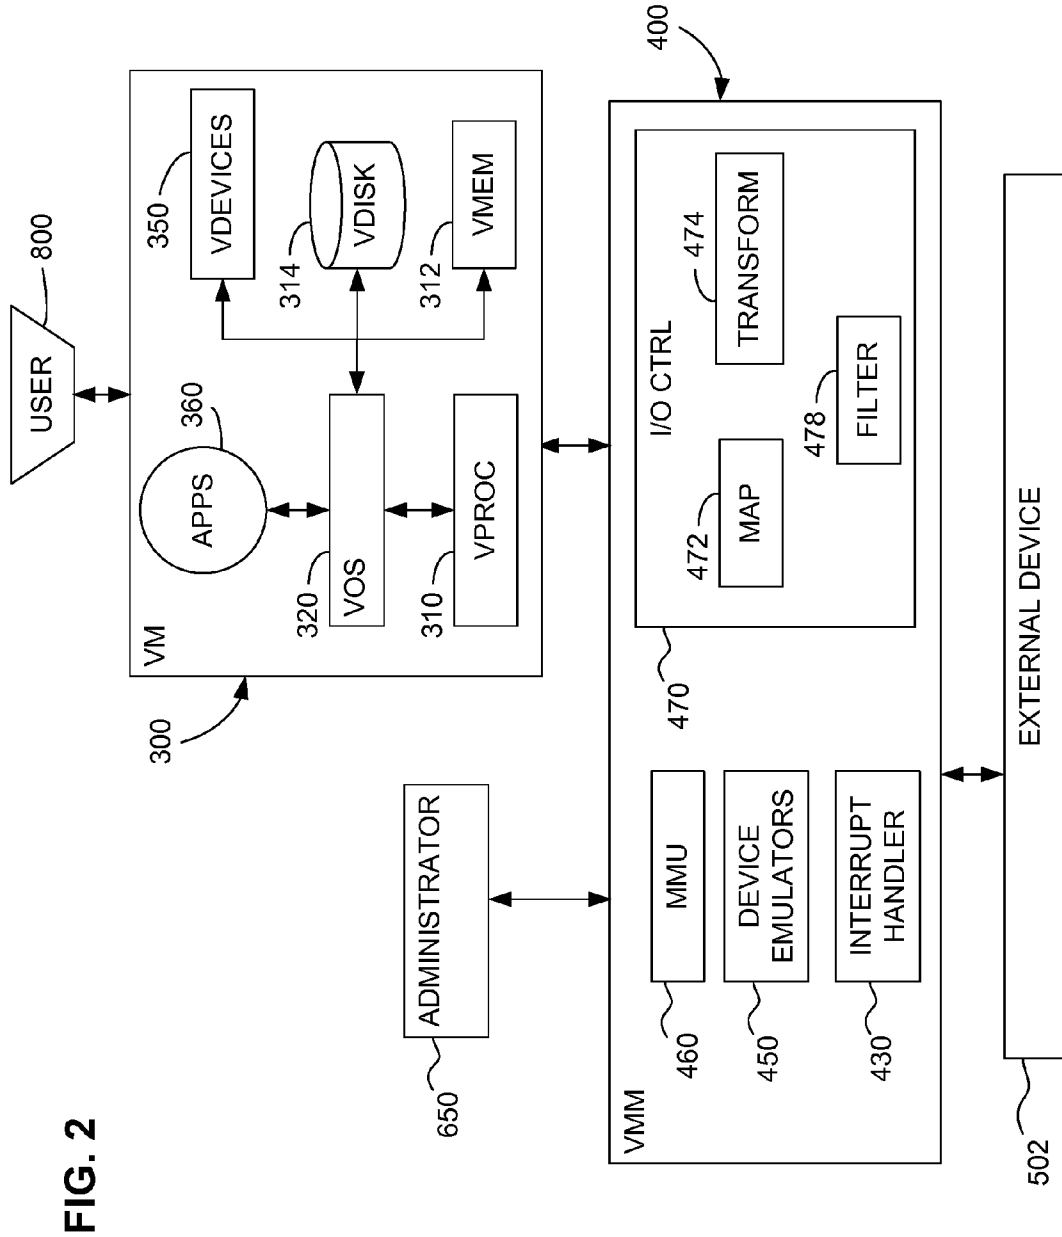 FIG. 2
USER
800
VM
300
APPS
360
VDEVICES
350
VOS
320
VDISK
314
VPROC
310
VMEM
312
ADMINISTRATOR
650
VMM
400
MMU
460
DEVICE
EMULATORS
450
INTERRUPT
HANDLER
430
I/O CTRL
470
MAP
472
TRANSFORM
474
FILTER
478
EXTERNAL DEVICE
502